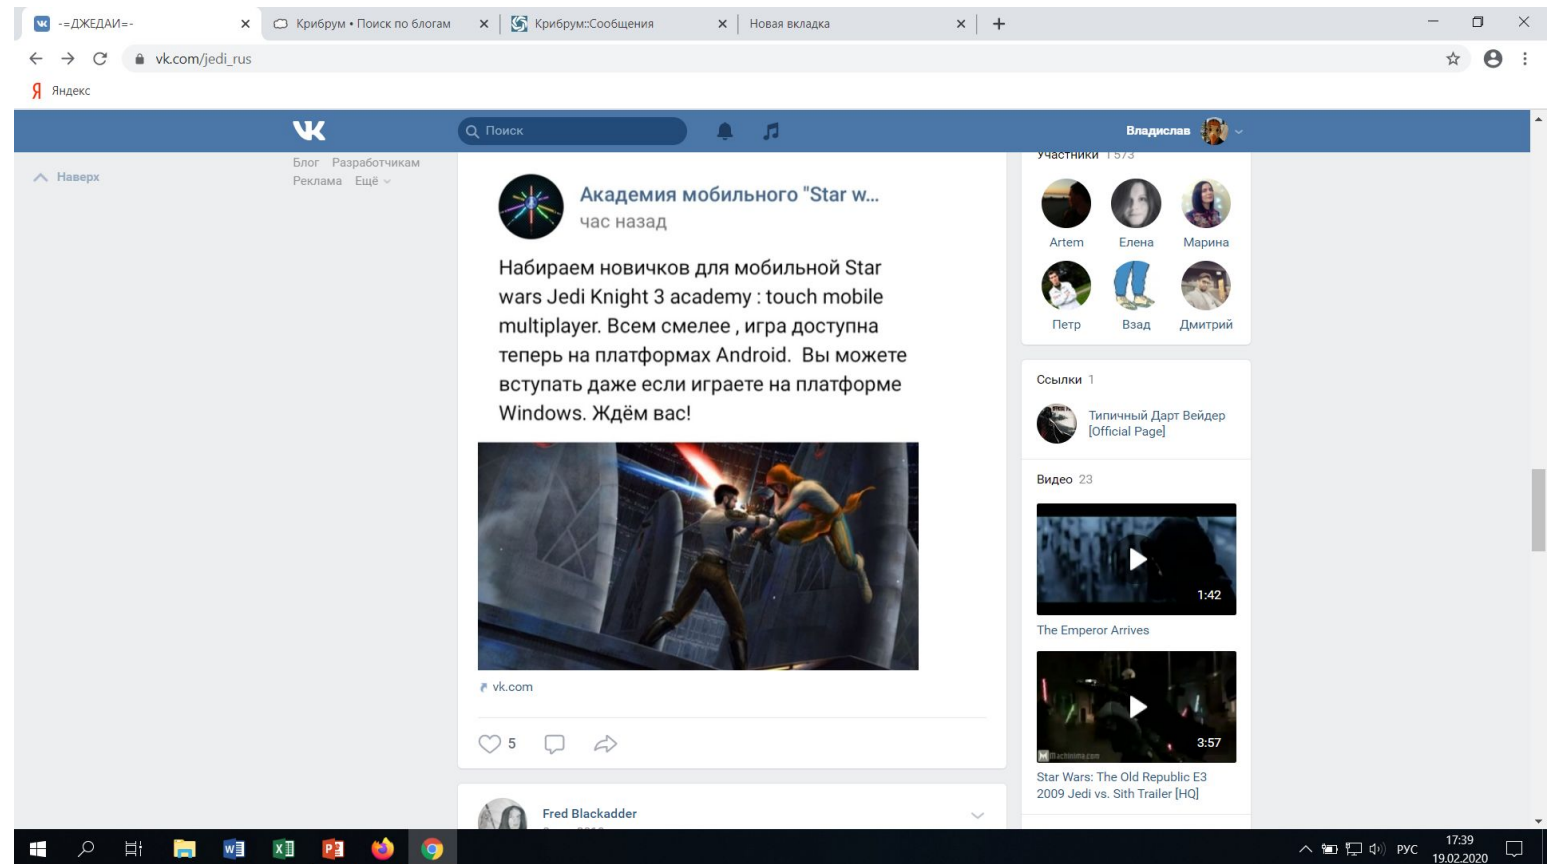 -=ДЖЕДАИ=-
Крибрум • Поиск по блогам
Крибрум::Сообщения
Новая вкладка
vk.com/jedi_rus
Яндекс
Поиск
Владислав
Наверх
Блог Разработчикам
Реклама Ещё
Академия мобильного "Star w...
час назад
Набираем новичков для мобильной Star
wars Jedi Knight 3 academy : touch mobile
multiplayer. Всем смелее , игра доступна
теперь на платформах Android. Вы можете
вступать даже если играете на платформе
Windows. Ждём вас!
vk.com
5
Fred Blackadder
Участники 1 573
Artem Елена Марина
Петр Взад Дмитрий
Ссылки 1
Типичный Дарт Вейдер
[Official Page]
Видео 23
1:42
The Emperor Arrives
Machinima.com
3:57
Star Wars: The Old Republic E3
2009 Jedi vs. Sith Trailer [HQ]
РУС
17:39
19.02.2020